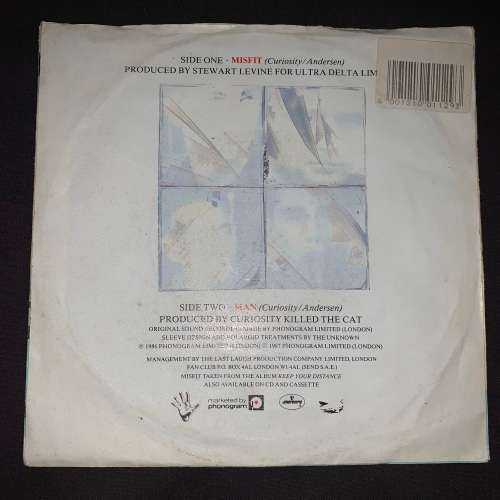 SIDE ONE - MISFIT (Curiosity/Andersen)
PRODUCED BY STEWART LEVINE FOR ULTRA DELTA LIM
SIDE TWO - MAN (Curiosity/Andersen)
PRODUCED BY CURIOSITY KILLED THE CAT
ORIGINAL SOUND RECORDINGS MADE BY PHONOGRAM LIMITED (LONDON)
SLEEVE DESIGN AND POLAROID TREATMENTS BY THE UNKNOWN
℗ 1986 PHONOGRAM LIMITED (LONDON) © 1987 PHONOGRAM LIMITED (LONDON)
MANAGEMENT BY THE LAST LAUGH PRODUCTION COMPANY LIMITED, LONDON
FAN CLUB P.O. BOX 4AL LONDON W1 4AL (SEND S.A.E.)
MISFIT TAKEN FROM THE ALBUM KEEP YOUR DISTANCE
ALSO AVAILABLE ON CD AND CASSETTE
marketed by
phonogram